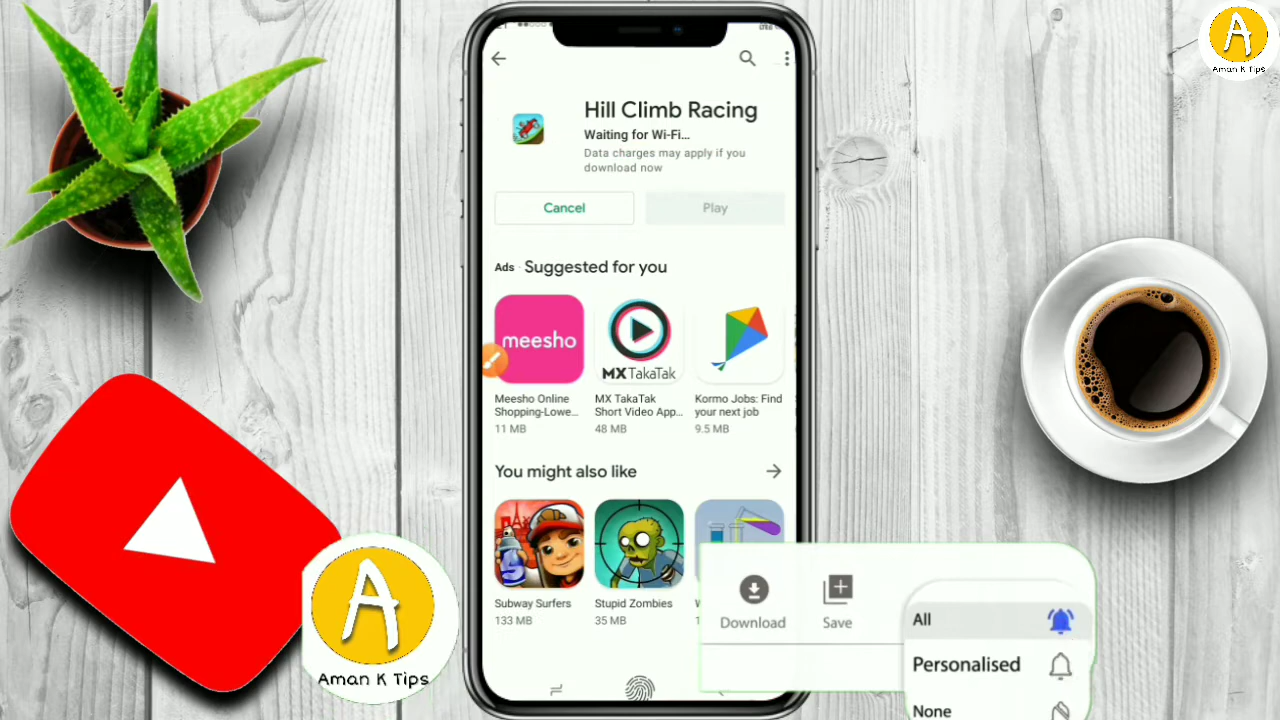 Aman K Tips
Hill Climb Racing
Waiting for Wi-Fi...
Data charges may apply if you
download now
Cancel
Play
Ads · Suggested for you
meesho
MX TakaTak
Meesho Online
Shopping-Lowe...
11 MB
MX TakaTak
Short Video App...
48 MB
Kormo Jobs: Find
your next job
9.5 MB
You might also like
Subway Surfers
133 MB
Stupid Zombies
35 MB
Download
Save
All
Personalised
None
Aman K Tips